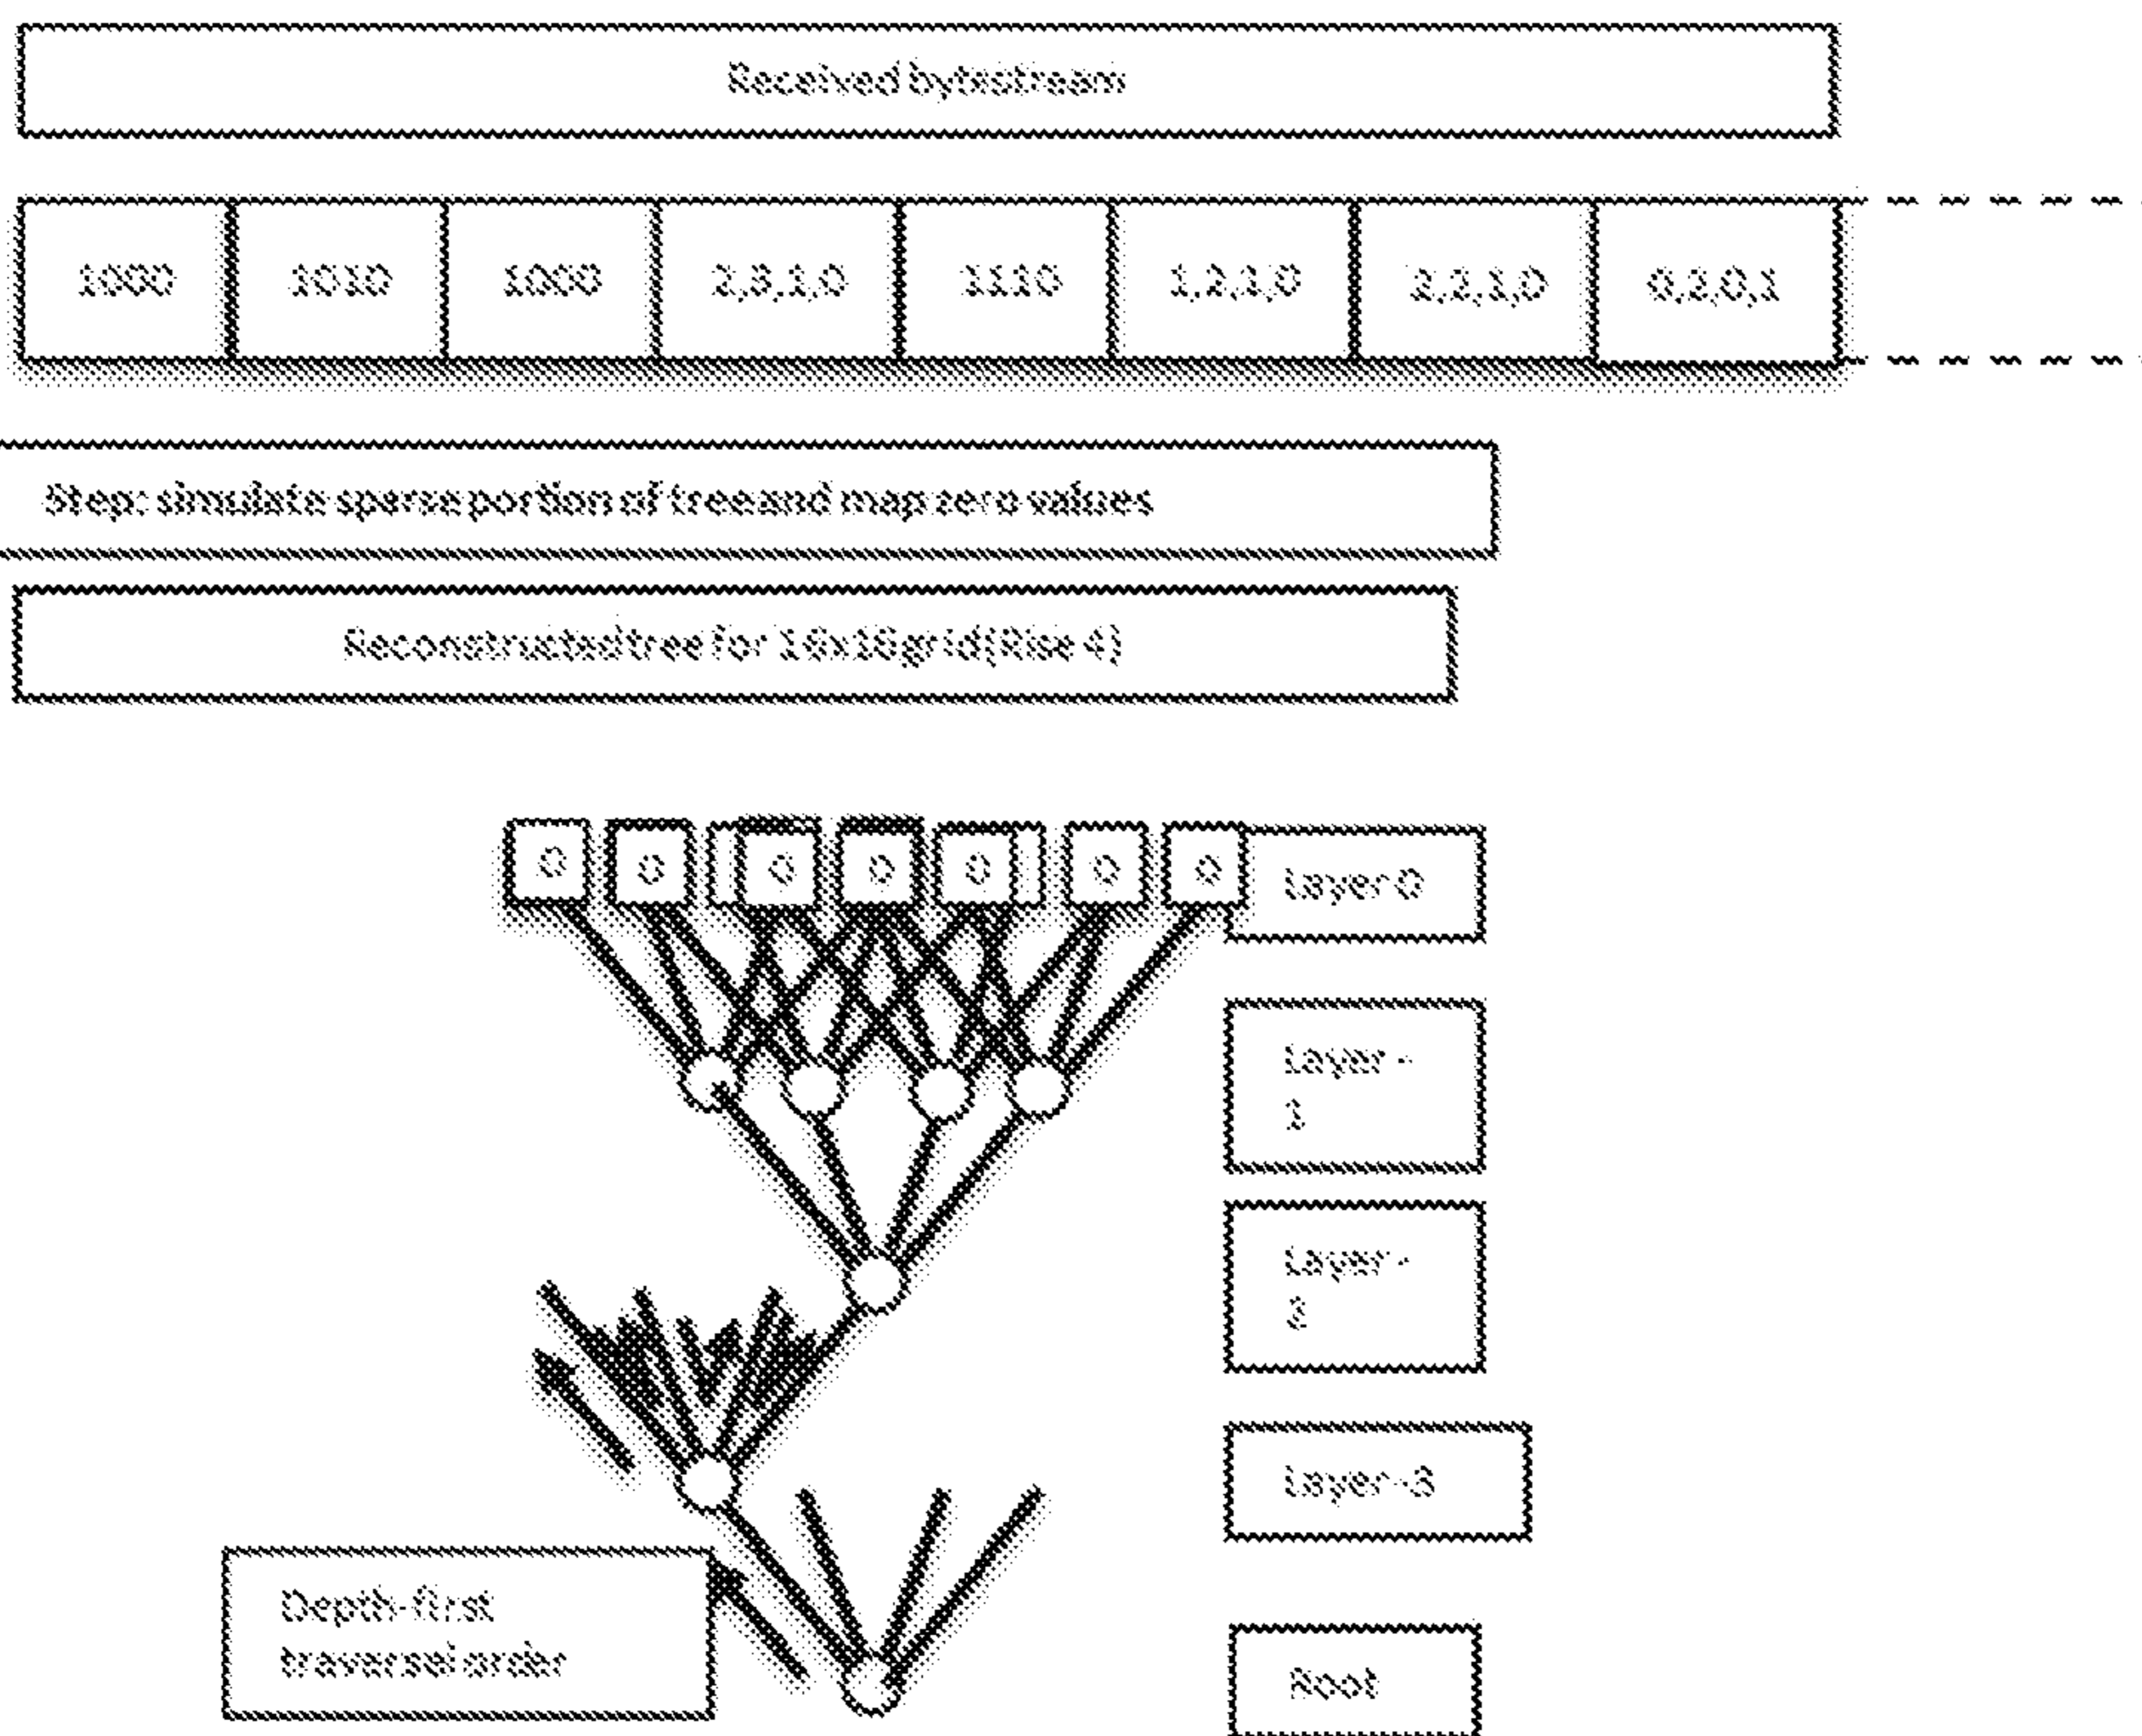 Received bytestream
1000 1010 1000 2,3,1,0 1110 1,2,1,0 2,2,1,0 0,2,0,1
Step: simulate sparse portion of tree and map zero values
Reconstructed tree for 16x16 grid (Rise 4)
0 0 0 0 0 0 0 Layer 0
Layer -
1
Layer -
2
Layer -3
Depth-first
traversal order
Root